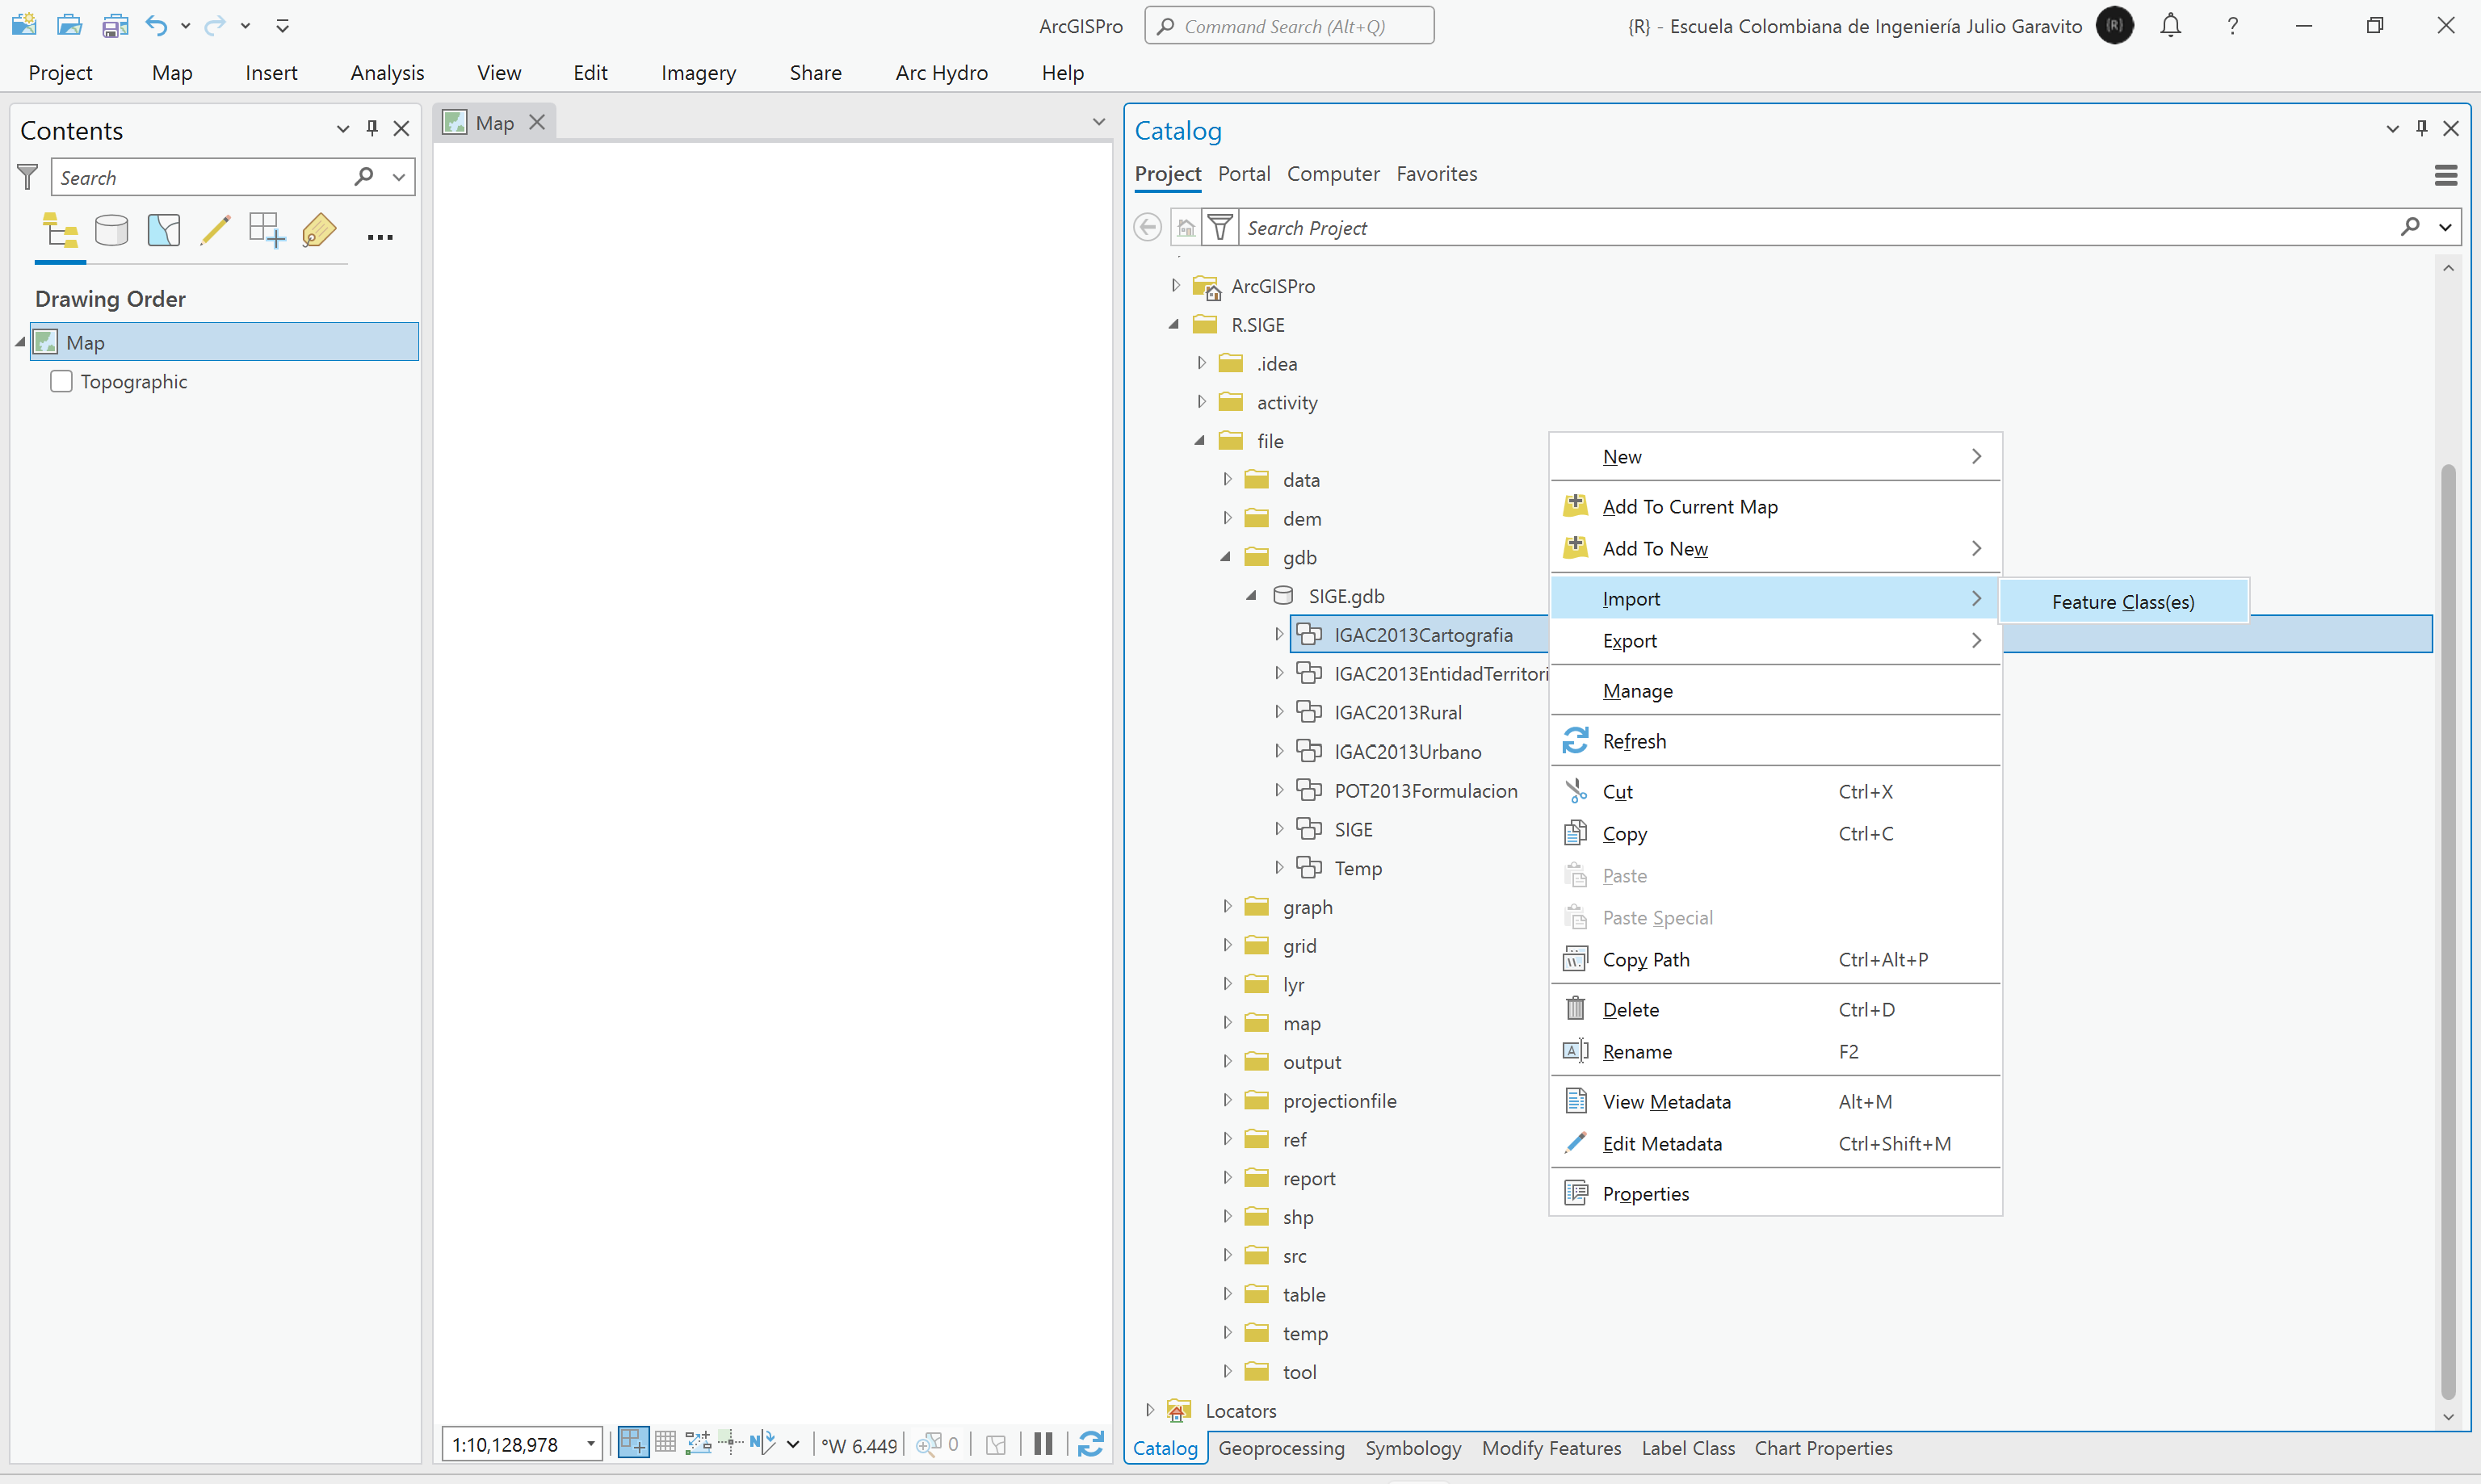 ArcGISPro
Command Search (Alt+Q)
{R} - Escuela Colombiana de Ingeniería Julio Garavito
{R}
?
Project Map Insert Analysis View Edit Imagery Share Arc Hydro Help
Contents
Search
Drawing Order
Map
Topographic
Map
1:10,128,978
N
°W 6.449
0
Catalog
Project Portal Computer Favorites
Search Project
ArcGISPro
R.SIGE
.idea
activity
file
data
dem
gdb
SIGE.gdb
IGAC2013Cartografia
IGAC2013EntidadTerritori
IGAC2013Rural
IGAC2013Urbano
POT2013Formulacion
SIGE
Temp
graph
grid
lyr
map
output
projectionfile
ref
report
shp
src
table
temp
tool
Locators
New
Add To Current Map
Add To New
Import
Feature Class(es)
Export
Manage
Refresh
Cut Ctrl+X
Copy Ctrl+C
Paste
Paste Special
Copy Path Ctrl+Alt+P
Delete Ctrl+D
Rename F2
View Metadata Alt+M
Edit Metadata Ctrl+Shift+M
Properties
Catalog Geoprocessing Symbology Modify Features Label Class Chart Properties